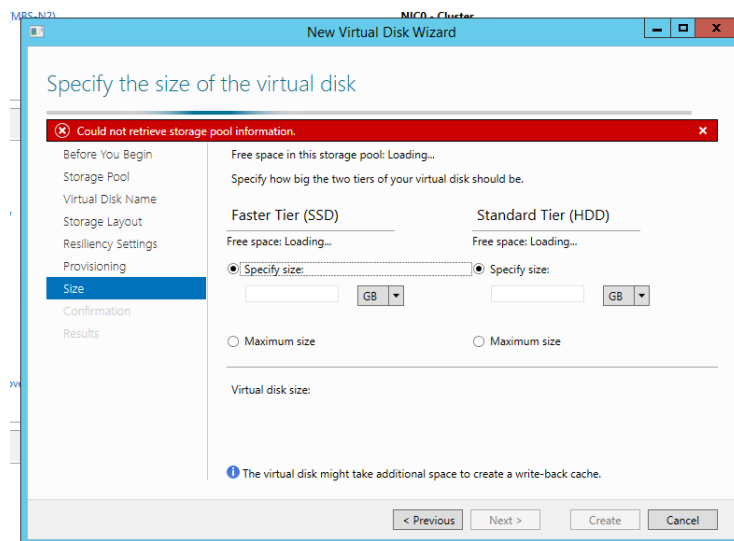 (MBS-N2)
NIC0 - Cluster
New Virtual Disk Wizard
Specify the size of the virtual disk
Could not retrieve storage pool information.
Before You Begin
Storage Pool
Virtual Disk Name
Storage Layout
Resiliency Settings
Provisioning
Size
Confirmation
Results
Free space in this storage pool: Loading...
Specify how big the two tiers of your virtual disk should be.
Faster Tier (SSD)
Standard Tier (HDD)
Free space: Loading...
Free space: Loading...
Specify size:
Specify size:
GB
GB
Maximum size
Maximum size
Virtual disk size:
The virtual disk might take additional space to create a write-back cache.
< Previous
Next >
Create
Cancel